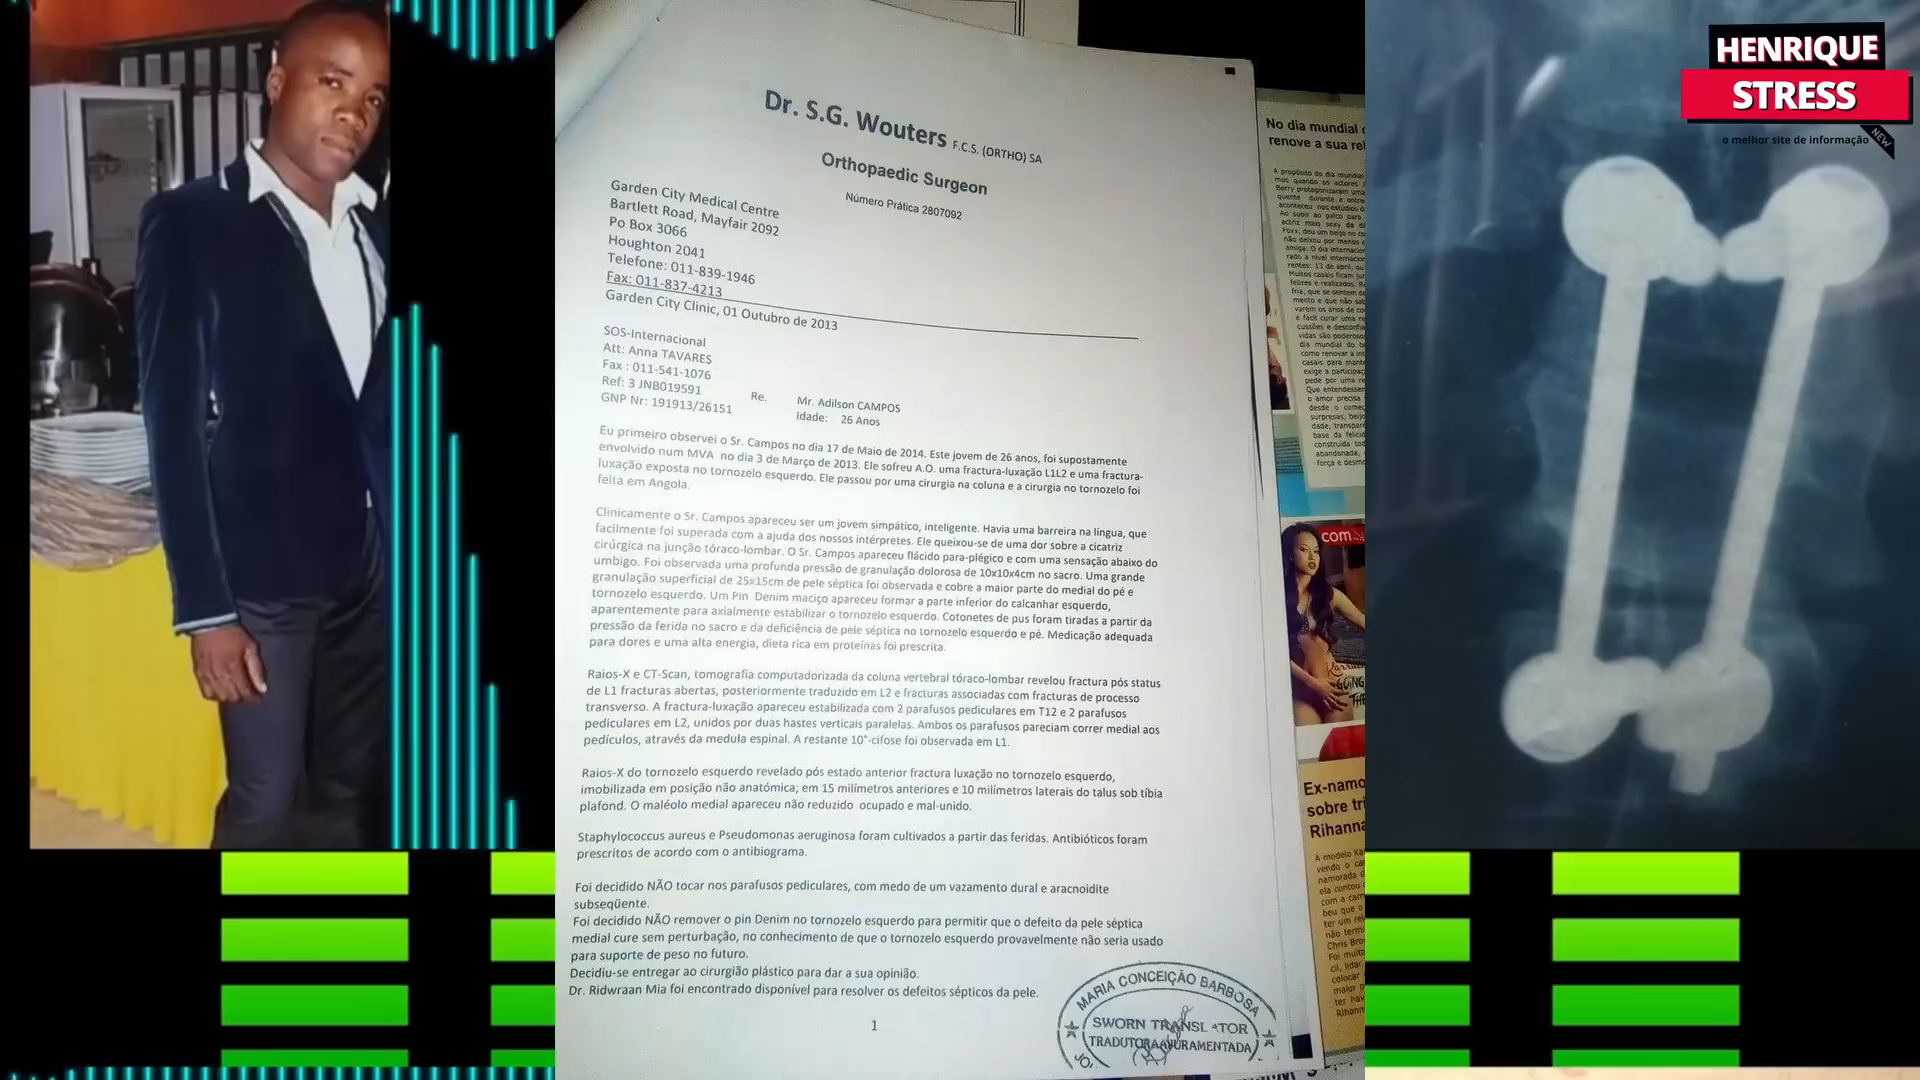 Dr. S.G. Wouters F.C.S. (ORTHO) SA
Orthopaedic Surgeon
Número Prática 2807092
Garden City Medical Centre
Bartlett Road, Mayfair 2092
Po Box 3066
Houghton 2041
Telefone: 011-839-1946
Fax: 011-837-4213
Garden City Clinic, 01 Outubro de 2013
SOS-Internacional
Att: Anna TAVARES
Fax : 011-541-1076
Ref: 3 JNB019591
GNP Nr: 191913/26151
Re. Mr. Adilson CAMPOS
Idade: 26 Anos
Eu primeiro observei o Sr. Campos no dia 17 de Maio de 2014. Este jovem de 26 anos, foi supostamente
envolvido num MVA no dia 3 de Março de 2013. Ele sofreu A.O. uma fractura-luxação L1L2 e uma fractura-
luxação exposta no tornozelo esquerdo. Ele passou por uma cirurgia na coluna e a cirurgia no tornozelo foi
feita em Angola.
Clinicamente o Sr. Campos apareceu ser um jovem simpático, inteligente. Havia uma barreira na língua, que
facilmente foi superada com a ajuda dos nossos intérpretes. Ele queixou-se de uma dor sobre a cicatriz
cirúrgica na junção tóraco-lombar. O Sr. Campos apareceu flácido para-plégico e com uma sensação abaixo do
umbigo. Foi observada uma profunda pressão de granulação dolorosa de 10x10x4cm no sacro. Uma grande
granulação superficial de 25x15cm de pele séptica foi observada e cobre a maior parte do medial do pé e
tornozelo esquerdo. Um Pin Denim maciço apareceu formar a parte inferior do calcanhar esquerdo,
aparentemente para axialmente estabilizar o tornozelo esquerdo. Cotonetes de pus foram tiradas a partir da
pressão da ferida no sacro e da deficiência de pele séptica no tornozelo esquerdo e pé. Medicação adequada
para dores e uma alta energia, dieta rica em proteínas foi prescrita.
Raios-X e CT-Scan, tomografia computadorizada da coluna vertebral tóraco-lombar revelou fractura pós status
de L1 fracturas abertas, posteriormente traduzido em L2 e fracturas associadas com fracturas de processo
transverso. A fractura-luxação apareceu estabilizada com 2 parafusos pediculares em T12 e 2 parafusos
pediculares em L2, unidos por duas hastes verticais paralelas. Ambos os parafusos pareciam correr medial aos
pedículos, através da medula espinal. A restante 10°-cifose foi observada em L1.
Raios-X do tornozelo esquerdo revelado pós estado anterior fractura luxação no tornozelo esquerdo,
imobilizada em posição não anatómica; em 15 milímetros anteriores e 10 milímetros laterais do talus sob tíbia
plafond. O maléolo medial apareceu não reduzido ocupado e mal-unido.
Staphylococcus aureus e Pseudomonas aeruginosa foram cultivados a partir das feridas. Antibióticos foram
prescritos de acordo com o antibiograma.
Foi decidido NÃO tocar nos parafusos pediculares, com medo de um vazamento dural e aracnoidite
subseqüente.
Foi decidido NÃO remover o pin Denim no tornozelo esquerdo para permitir que o defeito da pele séptica
medial cure sem perturbação, no conhecimento de que o tornozelo esquerdo provavelmente não seria usado
para suporte de peso no futuro.
Decidiu-se entregar ao cirurgião plástico para dar a sua opinião.
Dr. Ridwraan Mia foi encontrado disponível para resolver os defeitos sépticos da pele.
1
MARIA CONCEIÇÃO BARBOSA
SWORN TRANSLATOR
TRADUTORA AJURAMENTADA
No dia mundial
renove a sua
com
GOING
THE
Ex-namo
sobre tri
Rihanna
HENRIQUE
STRESS
o melhor site de informação
NEW